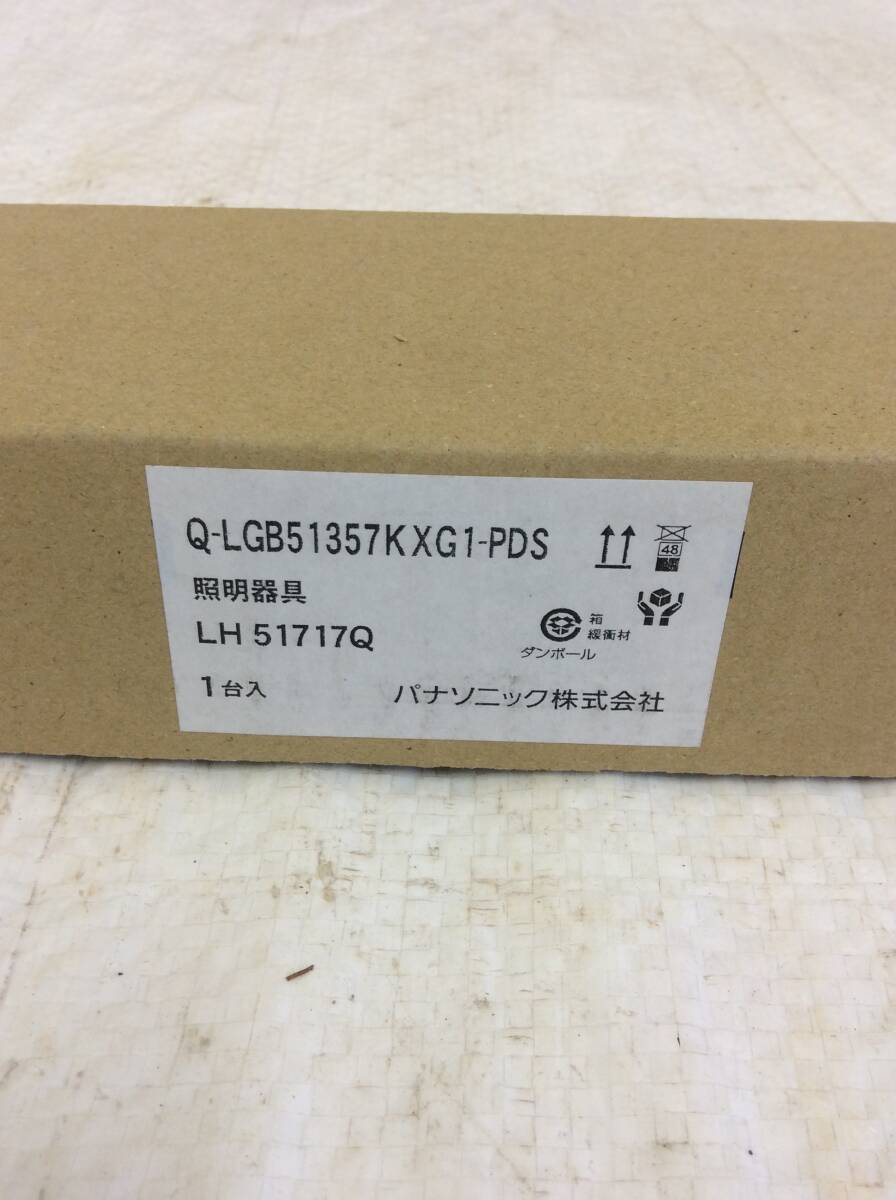 Q-LGB51357KXG1-PDS
48
照明器具
LH 51717Q
箱
緩衝材
ダンボール
1台入
パナソニック株式会社